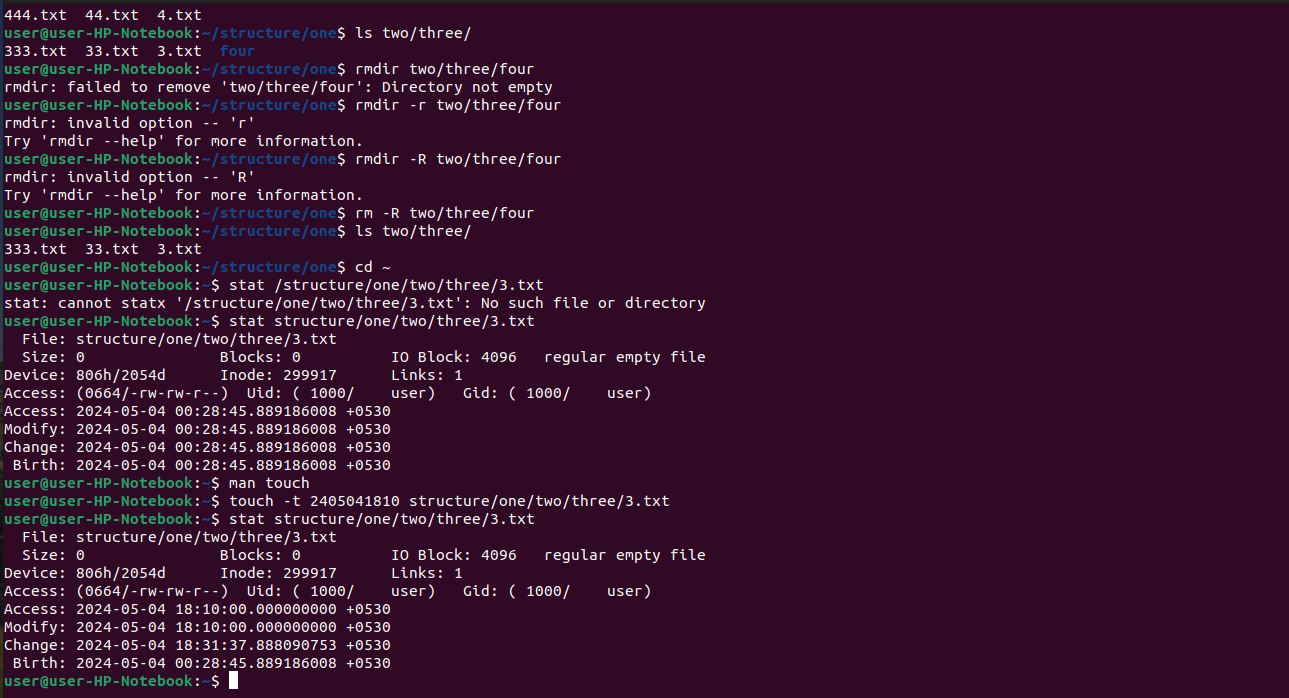 444.txt  44.txt  4.txt
user@user-HP-Notebook:~/structure/one$ ls two/three/
333.txt  33.txt  3.txt  four
user@user-HP-Notebook:~/structure/one$ rmdir two/three/four
rmdir: failed to remove 'two/three/four': Directory not empty
user@user-HP-Notebook:~/structure/one$ rmdir -r two/three/four
rmdir: invalid option -- 'r'
Try 'rmdir --help' for more information.
user@user-HP-Notebook:~/structure/one$ rmdir -R two/three/four
rmdir: invalid option -- 'R'
Try 'rmdir --help' for more information.
user@user-HP-Notebook:~/structure/one$ rm -R two/three/four
user@user-HP-Notebook:~/structure/one$ ls two/three/
333.txt  33.txt  3.txt
user@user-HP-Notebook:~/structure/one$ cd ~
user@user-HP-Notebook:~$ stat /structure/one/two/three/3.txt
stat: cannot statx '/structure/one/two/three/3.txt': No such file or directory
user@user-HP-Notebook:~$ stat structure/one/two/three/3.txt
  File: structure/one/two/three/3.txt
  Size: 0               Blocks: 0          IO Block: 4096   regular empty file
Device: 806h/2054d      Inode: 299917      Links: 1
Access: (0664/-rw-rw-r--)  Uid: ( 1000/    user)   Gid: ( 1000/    user)
Access: 2024-05-04 00:28:45.889186008 +0530
Modify: 2024-05-04 00:28:45.889186008 +0530
Change: 2024-05-04 00:28:45.889186008 +0530
 Birth: 2024-05-04 00:28:45.889186008 +0530
user@user-HP-Notebook:~$ man touch
user@user-HP-Notebook:~$ touch -t 2405041810 structure/one/two/three/3.txt
user@user-HP-Notebook:~$ stat structure/one/two/three/3.txt
  File: structure/one/two/three/3.txt
  Size: 0               Blocks: 0          IO Block: 4096   regular empty file
Device: 806h/2054d      Inode: 299917      Links: 1
Access: (0664/-rw-rw-r--)  Uid: ( 1000/    user)   Gid: ( 1000/    user)
Access: 2024-05-04 18:10:00.000000000 +0530
Modify: 2024-05-04 18:10:00.000000000 +0530
Change: 2024-05-04 18:31:37.888090753 +0530
 Birth: 2024-05-04 00:28:45.889186008 +0530
user@user-HP-Notebook:~$